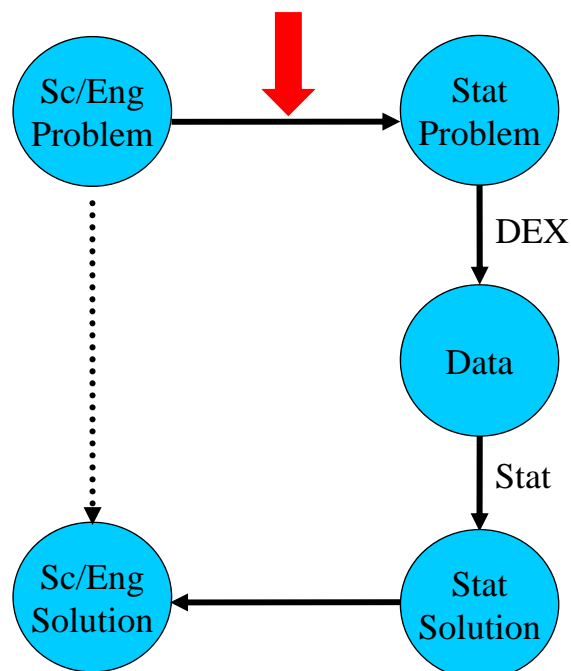 Sc/Eng
Problem
Stat
Problem
DEX
Data
Stat
Sc/Eng
Solution
Stat
Solution